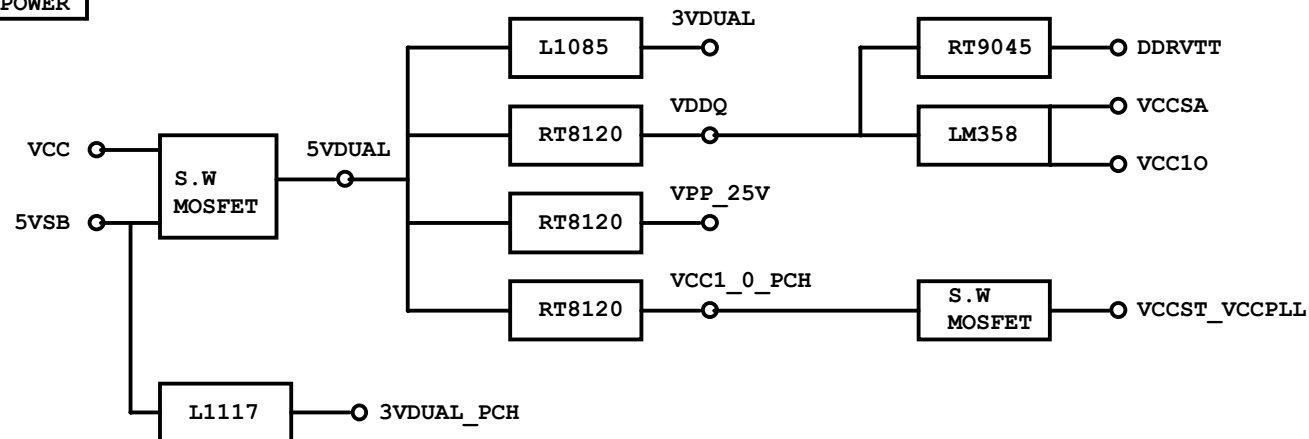 POWER
3VDUAL
L1085
RT9045
DDRVTT
VDDQ
VCCSA
RT8120
LM358
VCC
5VDUAL
VCC1O
S.W
MOSFET
VPP_25V
5VSB
RT8120
VCC1_0_PCH
RT8120
S.W
MOSFET
VCCST_VCCPLL
L1117
3VDUAL_PCH